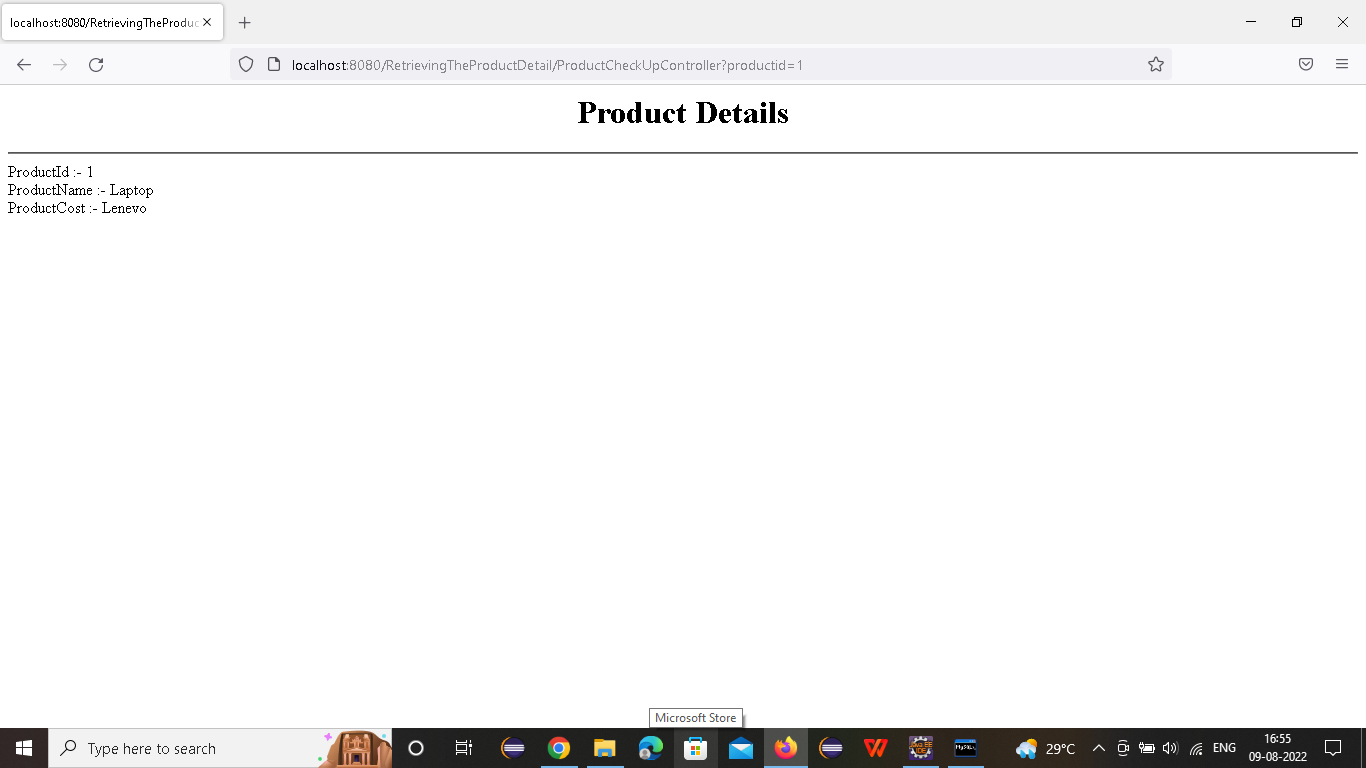 localhost:8080/RetrievingTheProduc
localhost:8080/RetrievingTheProductDetail/ProductCheckUpController?productid=1
Product Details
ProductId :- 1
ProductName :- Laptop
ProductCost :- Lenevo
Microsoft Store
Type here to search
29°C
ENG
16:55
09-08-2022